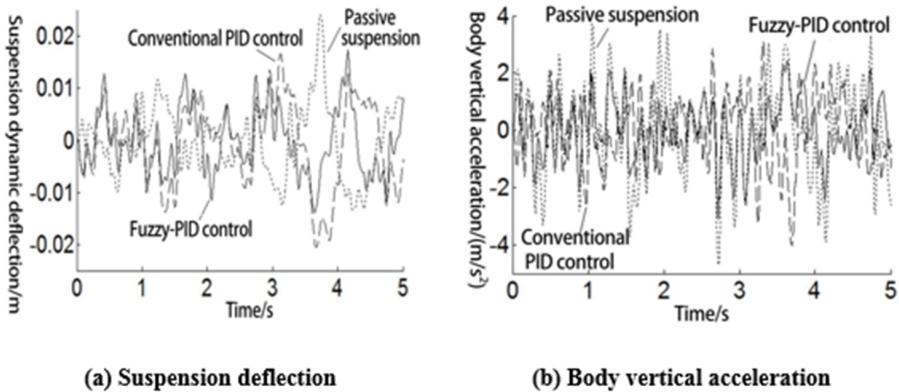 Suspension dynamic deflection/m
0.02
0.01
0
-0.01
-0.02
Conventional PID control
Passive
suspension
Fuzzy-PID control
0 1 2 3 4 5
Time/s
(a) Suspension deflection
Body vertical
acceleration/(m/s²)
4
2
0
-2
-4
Passive suspension
Fuzzy-PID control
Conventional
PID control
0 1 2 3 4 5
Time/s
(b) Body vertical acceleration